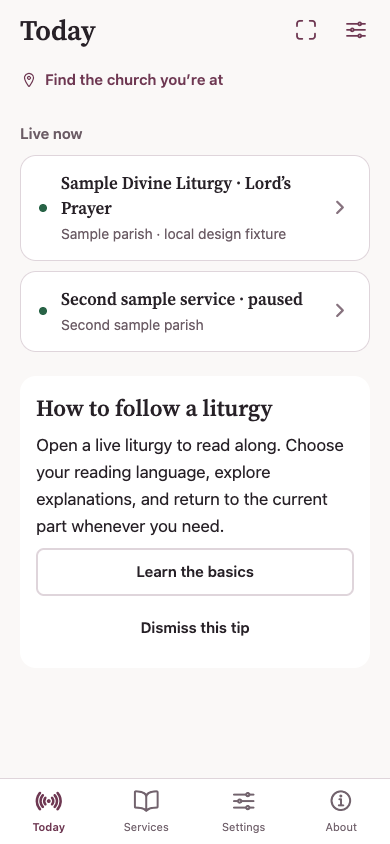 Today
Find the church you’re at
Live now
Sample Divine Liturgy · Lord’s
Prayer
Sample parish · local design fixture
Second sample service · paused
Second sample parish
How to follow a liturgy
Open a live liturgy to read along. Choose
your reading language, explore
explanations, and return to the current
part whenever you need.
Learn the basics
Dismiss this tip
Today
Services
Settings
About